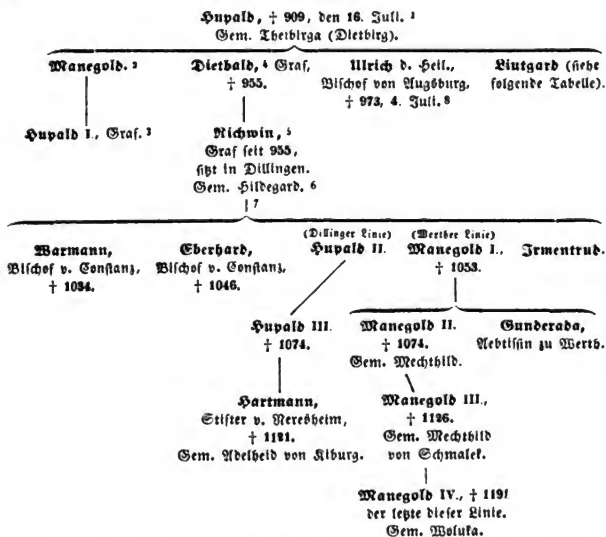 Hupald, † 909, den 16. Juli. 1
Gem. Theibirga (Dietbirg).
Manegold. 2 Dietbald, 4 Graf, Ulrich d. Heil., Liutgard (siehe
† 955. Bischof von Augsburg, folgende Tabelle).
† 973, 4. Juli. 8
Hupald I., Graf. 3 Richwin, 5
Graf seit 955,
sitzt in Dillingen.
Gem. Hildegard. 6
7
(Dillinger Linie) (Werther Linie)
Warmann, Eberhard, Hupald II. Manegold I., Irmentrud.
Bischof v. Constanz, Bischof v. Constanz, † 1053.
† 1034. † 1046.
Hupald III. Manegold II. Gunderada,
† 1074. † 1074. Aebtissin zu Werth.
Gem. Mechthild.
Hartmann, Manegold III.,
Stifter v. Neresheim, † 1126.
† 1121. Gem. Mechthild
Gem. Adelheid von Kiburg. von Schmalek.
Manegold IV., † 1191
der letzte dieser Linie.
Gem. Woluka.